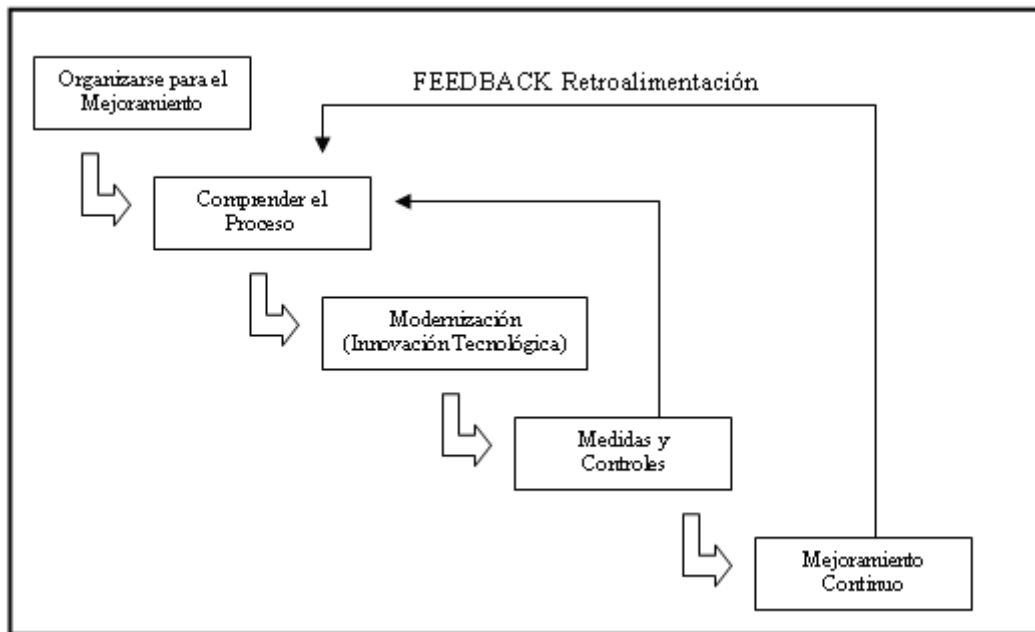 Organizarse para el
Mejoramiento
FEEDBACK Retroalimentación
Comprender el
Proceso
Modernización
(Innovación Tecnológica)
Medidas y
Controles
Mejoramiento
Continuo